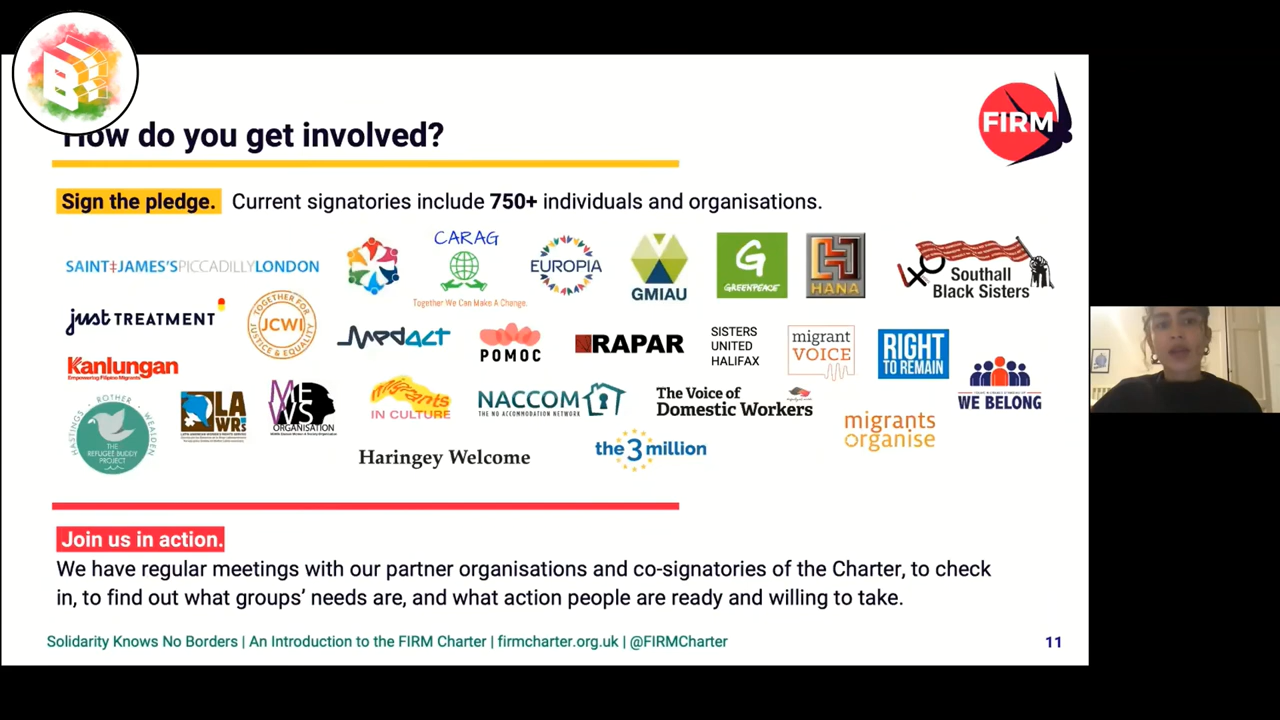 How do you get involved?
FIRM
Sign the pledge. Current signatories include 750+ individuals and organisations.
SAINT JAMES'S PICCADILLY LONDON
CARAG
Together We Can Make A Change.
EUROPIA
GMIAU
G
GREENPEACE
HANA
40
Southall
Black Sisters
just TREATMENT
TOGETHER FOR
JCWI
JUSTICE & EQUALITY
Medact
POMOC
RAPAR
SISTERS
UNITED
HALIFAX
migrant
VOICE
RIGHT
TO REMAIN
WE BELONG
Kanlungan
Empowering Filipino Migrants
HASTINGS · ROTHER · WEALDEN
THE
REFUGEE BUDDY
PROJECT
LA
WRs
MEWS
ORGANISATION
migrants
IN CULTURE
NACCOM
THE NO ACCOMMODATION NETWORK
The Voice of
Domestic Workers
migrants
organise
Haringey Welcome
the 3 million
Join us in action.
We have regular meetings with our partner organisations and co-signatories of the Charter, to check
in, to find out what groups' needs are, and what action people are ready and willing to take.
Solidarity Knows No Borders | An Introduction to the FIRM Charter | firmcharter.org.uk | @FIRMCharter
11